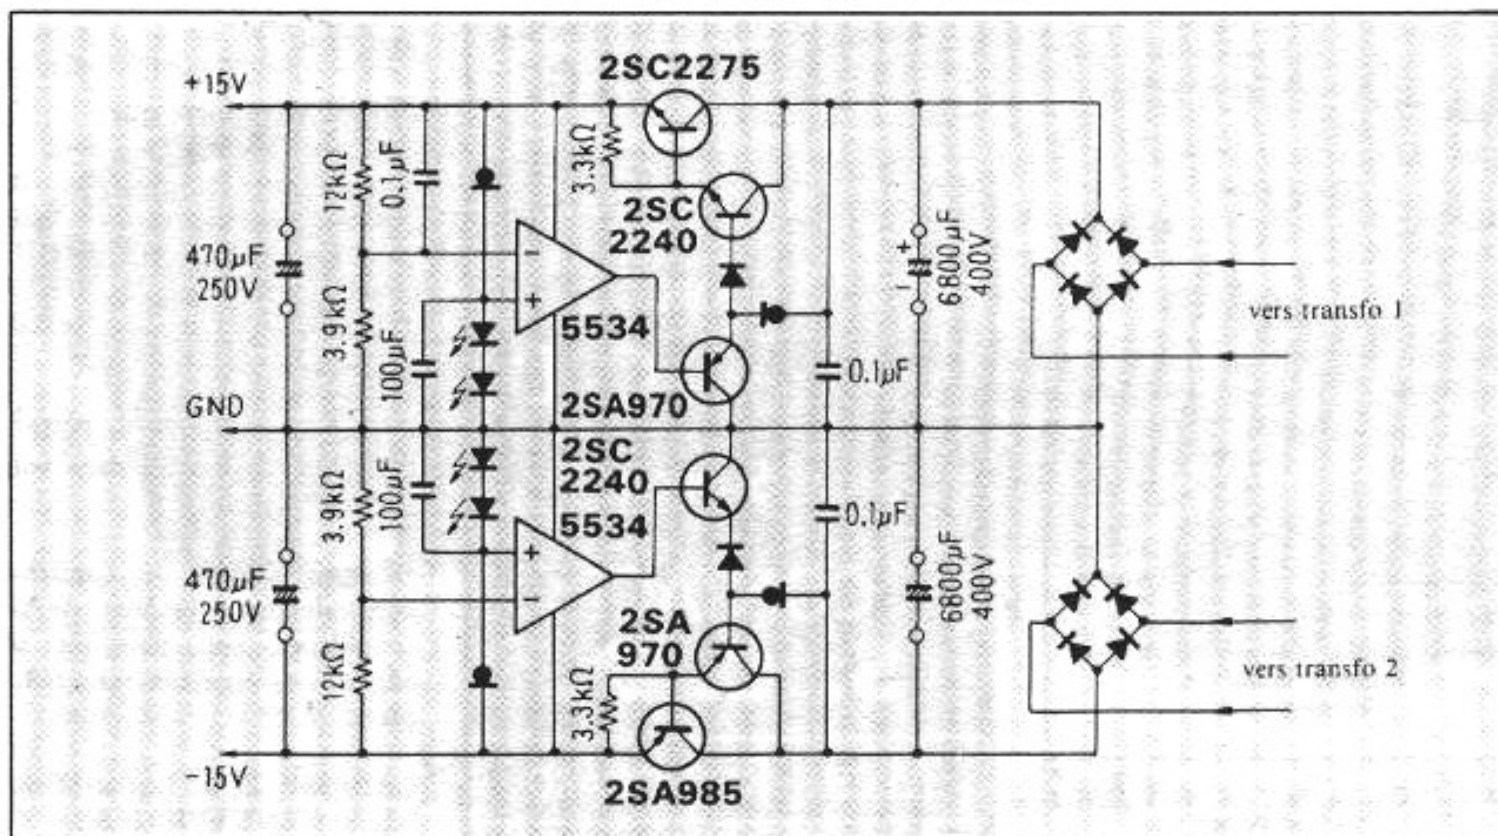 2SC2275
+15V
3.3kΩ
12kΩ
0.1µF
2SC
2240
470µF
250V
+
−
6800µF
400V
−
+
5534
vers transfo 1
3.9kΩ
100µF
2SA970
0.1µF
GND
2SC
2240
3.9kΩ
100µF
5534
0.1µF
+
−
470µF
250V
6800µF
400V
2SA
970
12kΩ
3.3kΩ
vers transfo 2
−15V
2SA985